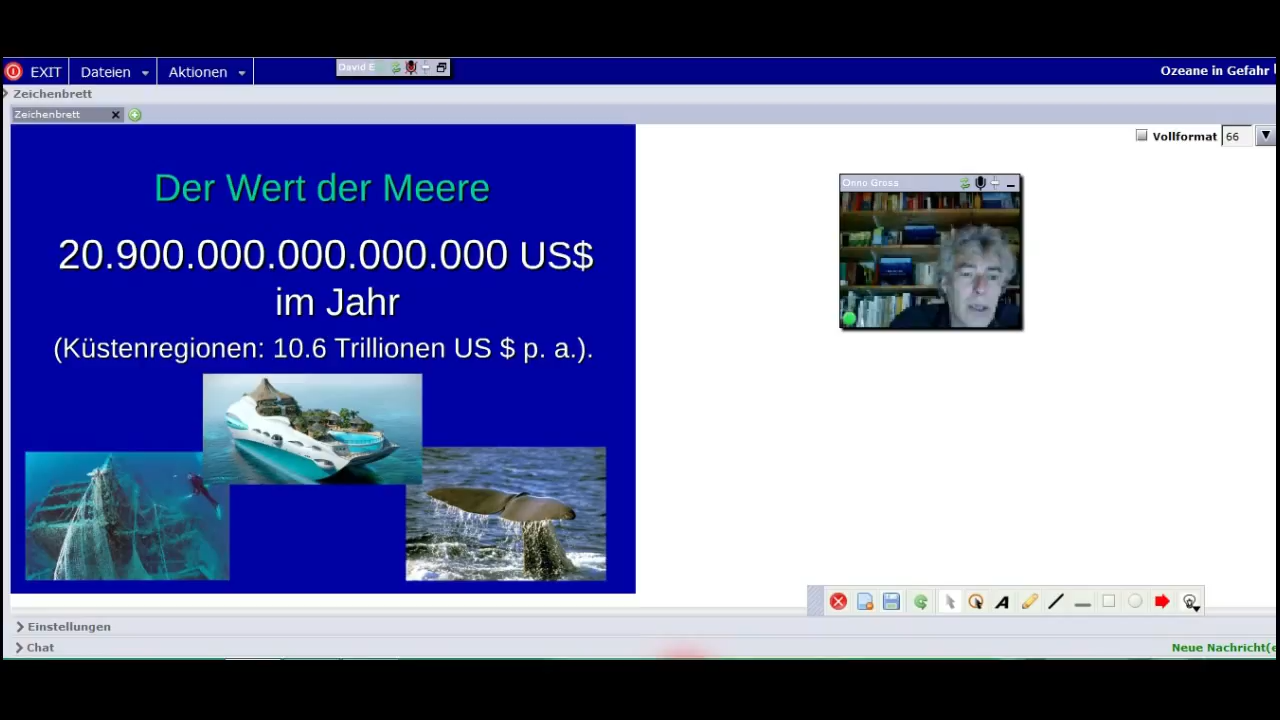 EXIT
Dateien
Aktionen
David E
Ozeane in Gefahr
Zeichenbrett
Zeichenbrett
Vollformat 66
Der Wert der Meere
20.900.000.000.000.000 US$
im Jahr
(Küstenregionen: 10.6 Trillionen US $ p. a.).
Onno Gross
A
Einstellungen
Chat
Neue Nachricht(e